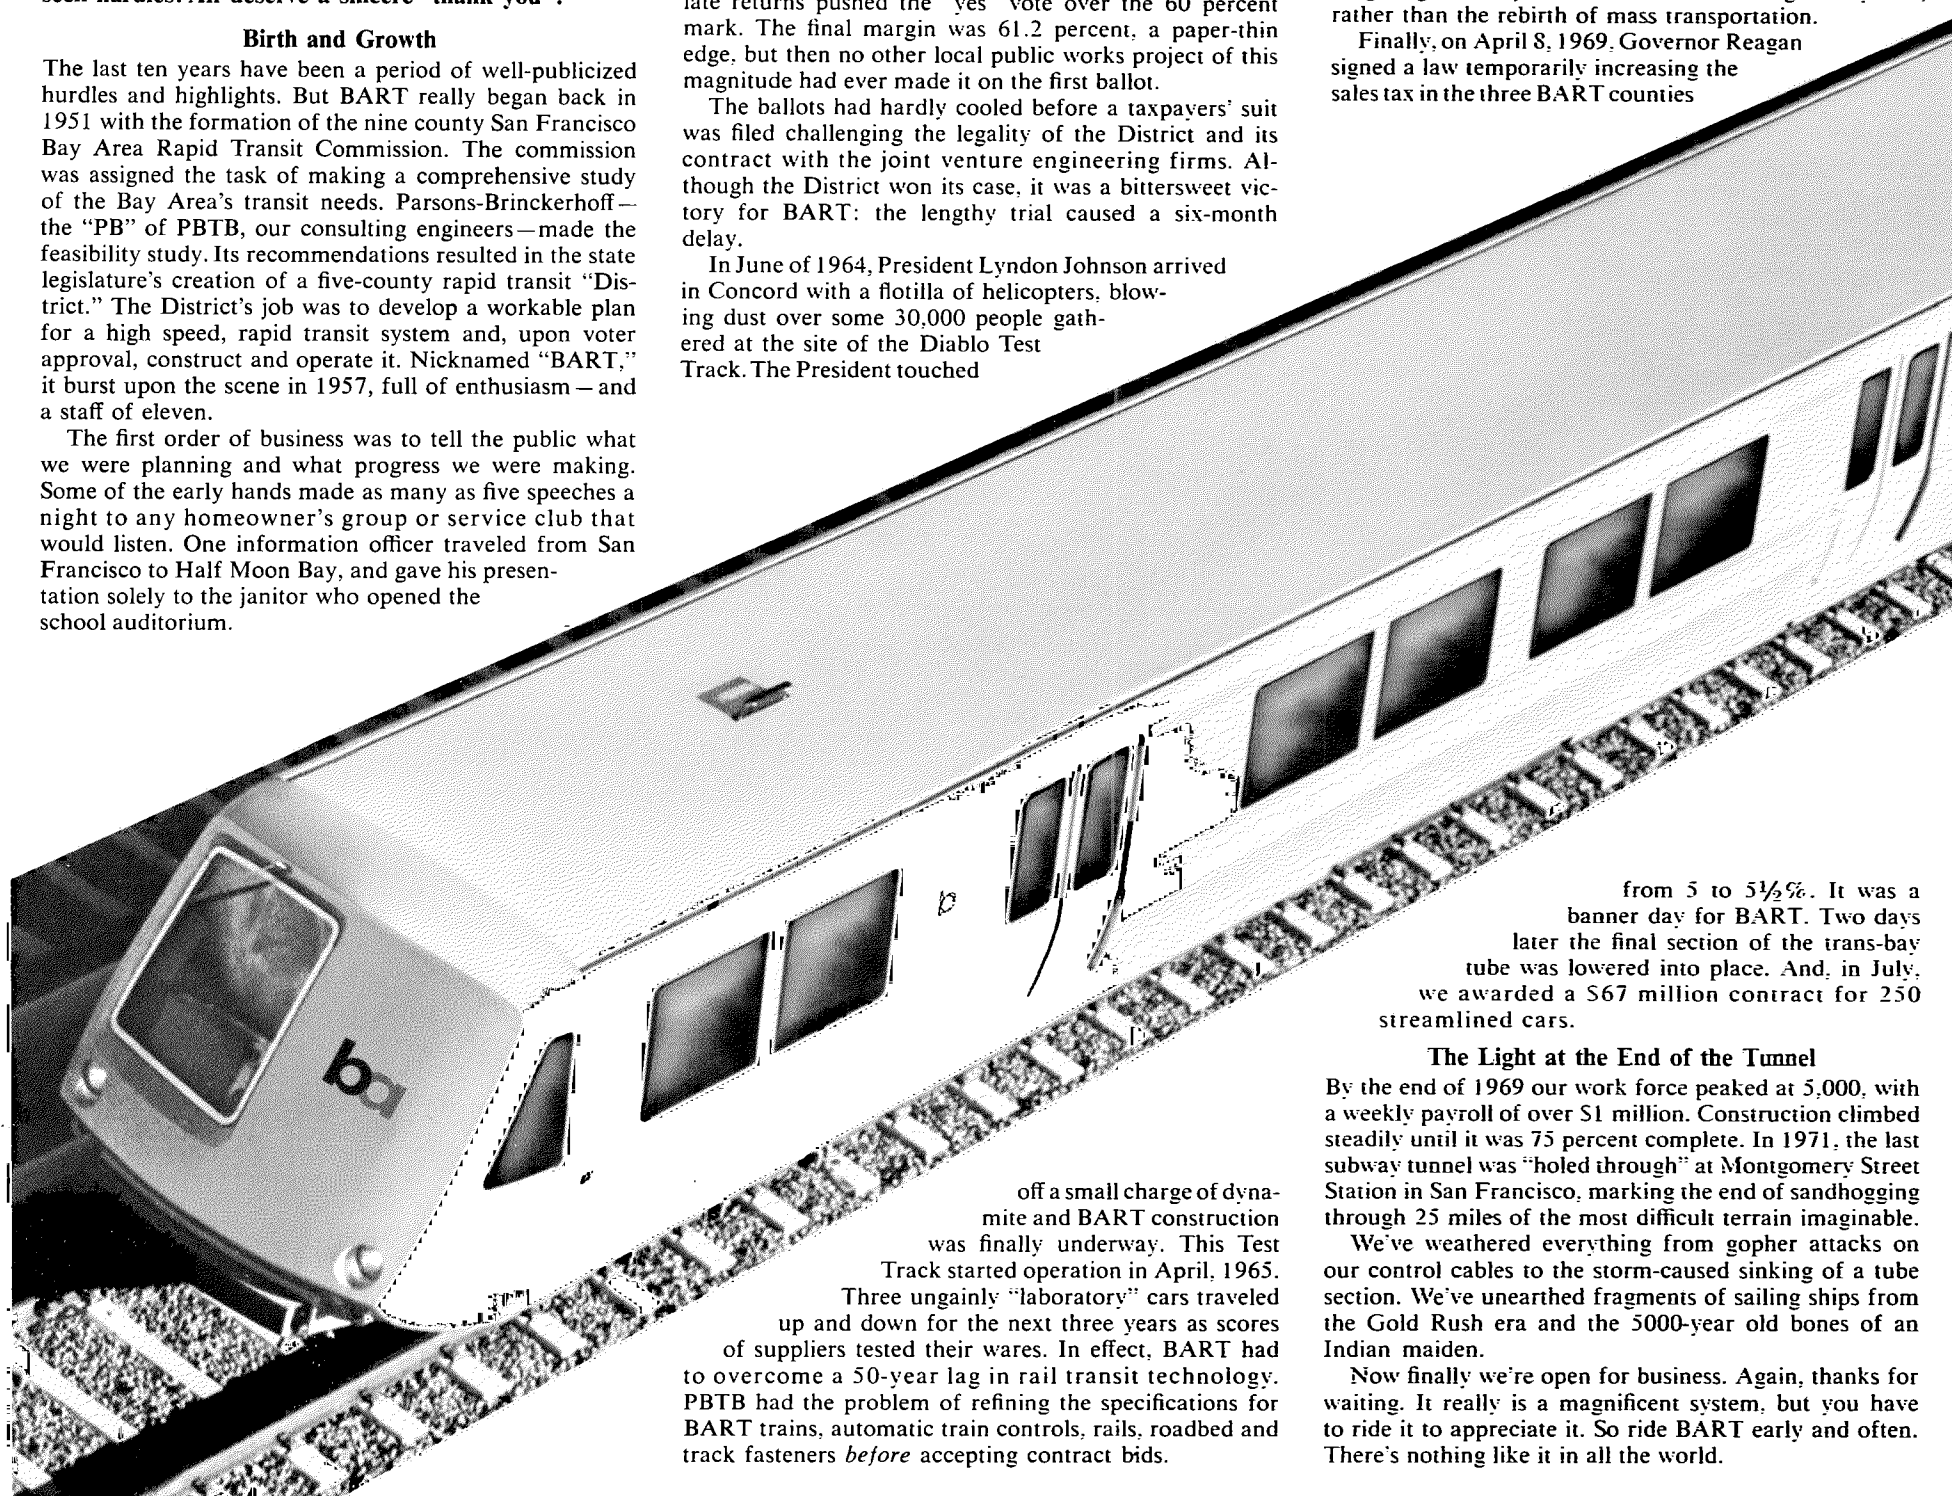 Birth and Growth
The last ten years have been a period of well-publicized
hurdles and highlights. But BART really began back in
1951 with the formation of the nine county San Francisco
Bay Area Rapid Transit Commission. The commission
was assigned the task of making a comprehensive study
of the Bay Area's transit needs. Parsons-Brinckerhoff—
the “PB” of PBTB, our consulting engineers—made the
feasibility study. Its recommendations resulted in the state
legislature's creation of a five-county rapid transit “Dis-
trict.” The District's job was to develop a workable plan
for a high speed, rapid transit system and, upon voter
approval, construct and operate it. Nicknamed “BART,”
it burst upon the scene in 1957, full of enthusiasm—and
a staff of eleven.
The first order of business was to tell the public what
we were planning and what progress we were making.
Some of the early hands made as many as five speeches a
night to any homeowner's group or service club that
would listen. One information officer traveled from San
Francisco to Half Moon Bay, and gave his presen-
tation solely to the janitor who opened the
school auditorium.
late returns pushed the “yes” vote over the 60 percent
mark. The final margin was 61.2 percent, a paper-thin
edge, but then no other local public works project of this
magnitude had ever made it on the first ballot.
The ballots had hardly cooled before a taxpayers' suit
was filed challenging the legality of the District and its
contract with the joint venture engineering firms. Al-
though the District won its case, it was a bittersweet vic-
tory for BART: the lengthy trial caused a six-month
delay.
In June of 1964, President Lyndon Johnson arrived
in Concord with a flotilla of helicopters, blow-
ing dust over some 30,000 people gath-
ered at the site of the Diablo Test
Track. The President touched
off a small charge of dyna-
mite and BART construction
was finally underway. This Test
Track started operation in April, 1965.
Three ungainly “laboratory” cars traveled
up and down for the next three years as scores
of suppliers tested their wares. In effect, BART had
to overcome a 50-year lag in rail transit technology.
PBTB had the problem of refining the specifications for
BART trains, automatic train controls, rails, roadbed and
track fasteners before accepting contract bids.
rather than the rebirth of mass transportation.
Finally, on April 8, 1969, Governor Reagan
signed a law temporarily increasing the
sales tax in the three BART counties
from 5 to 5½%. It was a
banner day for BART. Two days
later the final section of the trans-bay
tube was lowered into place. And, in July,
we awarded a $67 million contract for 250
streamlined cars.
The Light at the End of the Tunnel
By the end of 1969 our work force peaked at 5,000, with
a weekly payroll of over $1 million. Construction climbed
steadily until it was 75 percent complete. In 1971, the last
subway tunnel was “holed through” at Montgomery Street
Station in San Francisco, marking the end of sandhogging
through 25 miles of the most difficult terrain imaginable.
We've weathered everything from gopher attacks on
our control cables to the storm-caused sinking of a tube
section. We've unearthed fragments of sailing ships from
the Gold Rush era and the 5000-year old bones of an
Indian maiden.
Now finally we're open for business. Again, thanks for
waiting. It really is a magnificent system, but you have
to ride it to appreciate it. So ride BART early and often.
There's nothing like it in all the world.
ba